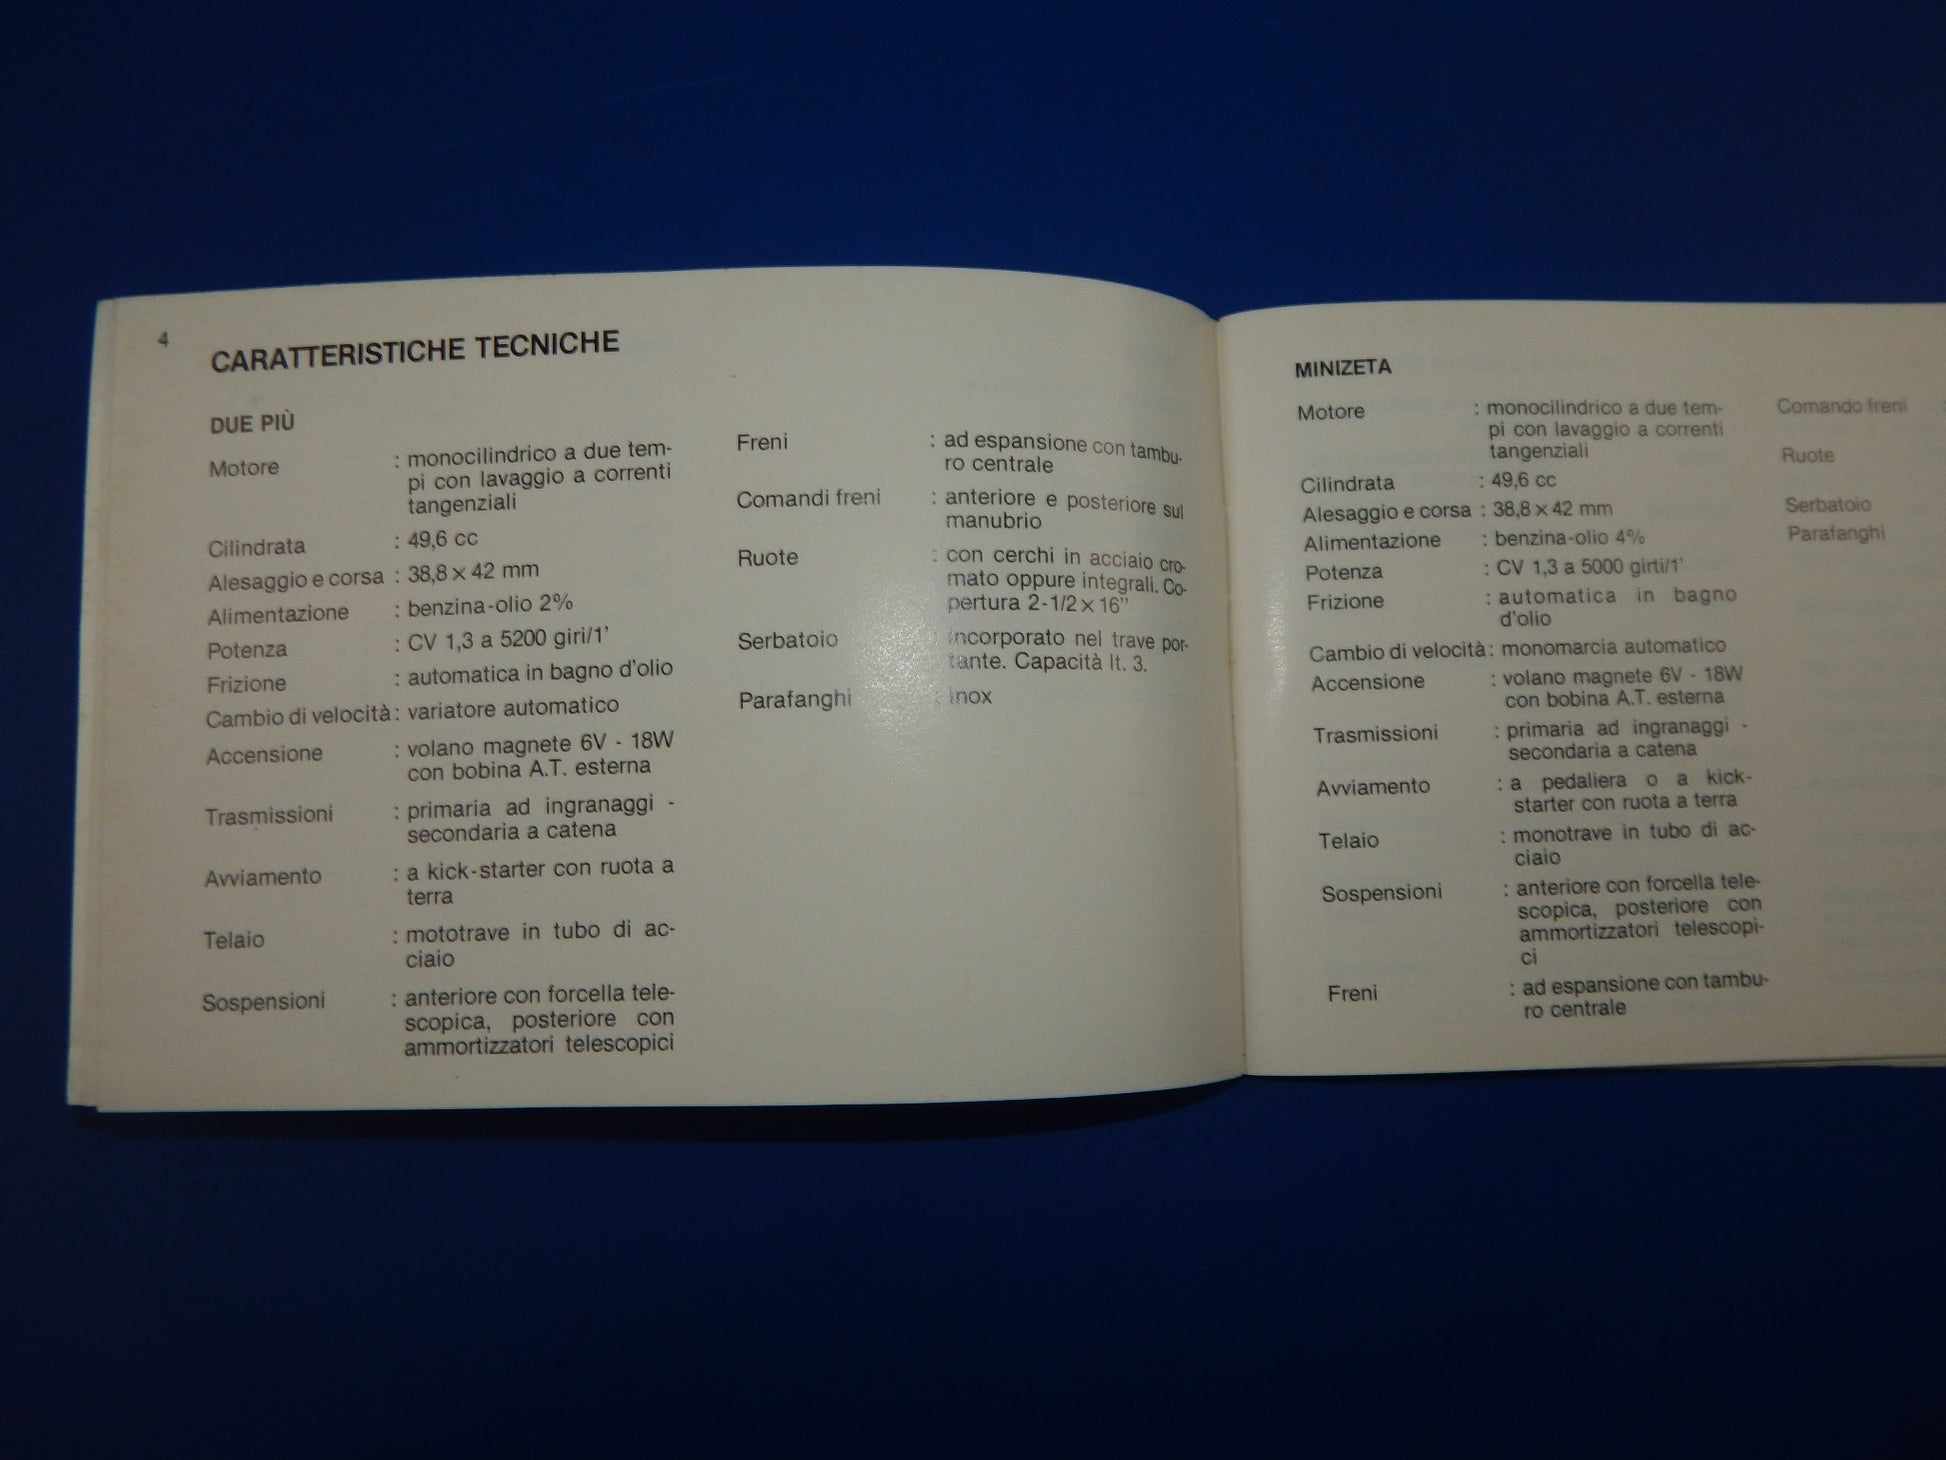 4
CARATTERISTICHE TECNICHE
DUE PIÙ
Motore : monocilindrico a due tem-
pi con lavaggio a correnti
tangenziali
Cilindrata : 49,6 cc
Alesaggio e corsa : 38,8 × 42 mm
Alimentazione : benzina-olio 2%
Potenza : CV 1,3 a 5200 giri/1'
Frizione : automatica in bagno d'olio
Cambio di velocità : variatore automatico
Accensione : volano magnete 6V - 18W
con bobina A.T. esterna
Trasmissioni : primaria ad ingranaggi -
secondaria a catena
Avviamento : a kick-starter con ruota a
terra
Telaio : mototrave in tubo di ac-
ciaio
Sospensioni : anteriore con forcella tele-
scopica, posteriore con
ammortizzatori telescopici
Freni : ad espansione con tambu-
ro centrale
Comandi freni : anteriore e posteriore sul
manubrio
Ruote : con cerchi in acciaio cro-
mato oppure integrali. Co-
pertura 2-1/2 × 16"
Serbatoio : incorporato nel trave por-
tante. Capacità lt. 3.
Parafanghi : Inox
MINIZETA
Motore : monocilindrico a due tem-
pi con lavaggio a correnti
tangenziali
Cilindrata : 49,6 cc
Alesaggio e corsa : 38,8 × 42 mm
Alimentazione : benzina-olio 4%
Potenza : CV 1,3 a 5000 girti/1'
Frizione : automatica in bagno
d'olio
Cambio di velocità : monomarcia automatico
Accensione : volano magnete 6V - 18W
con bobina A.T. esterna
Trasmissioni : primaria ad ingranaggi -
secondaria a catena
Avviamento : a pedaliera o a kick-
starter con ruota a terra
Telaio : monotrave in tubo di ac-
ciaio
Sospensioni : anteriore con forcella tele-
scopica, posteriore con
ammortizzatori telescopi-
ci
Freni : ad espansione con tambu-
ro centrale
Comando freni
Ruote
Serbatoio
Parafanghi